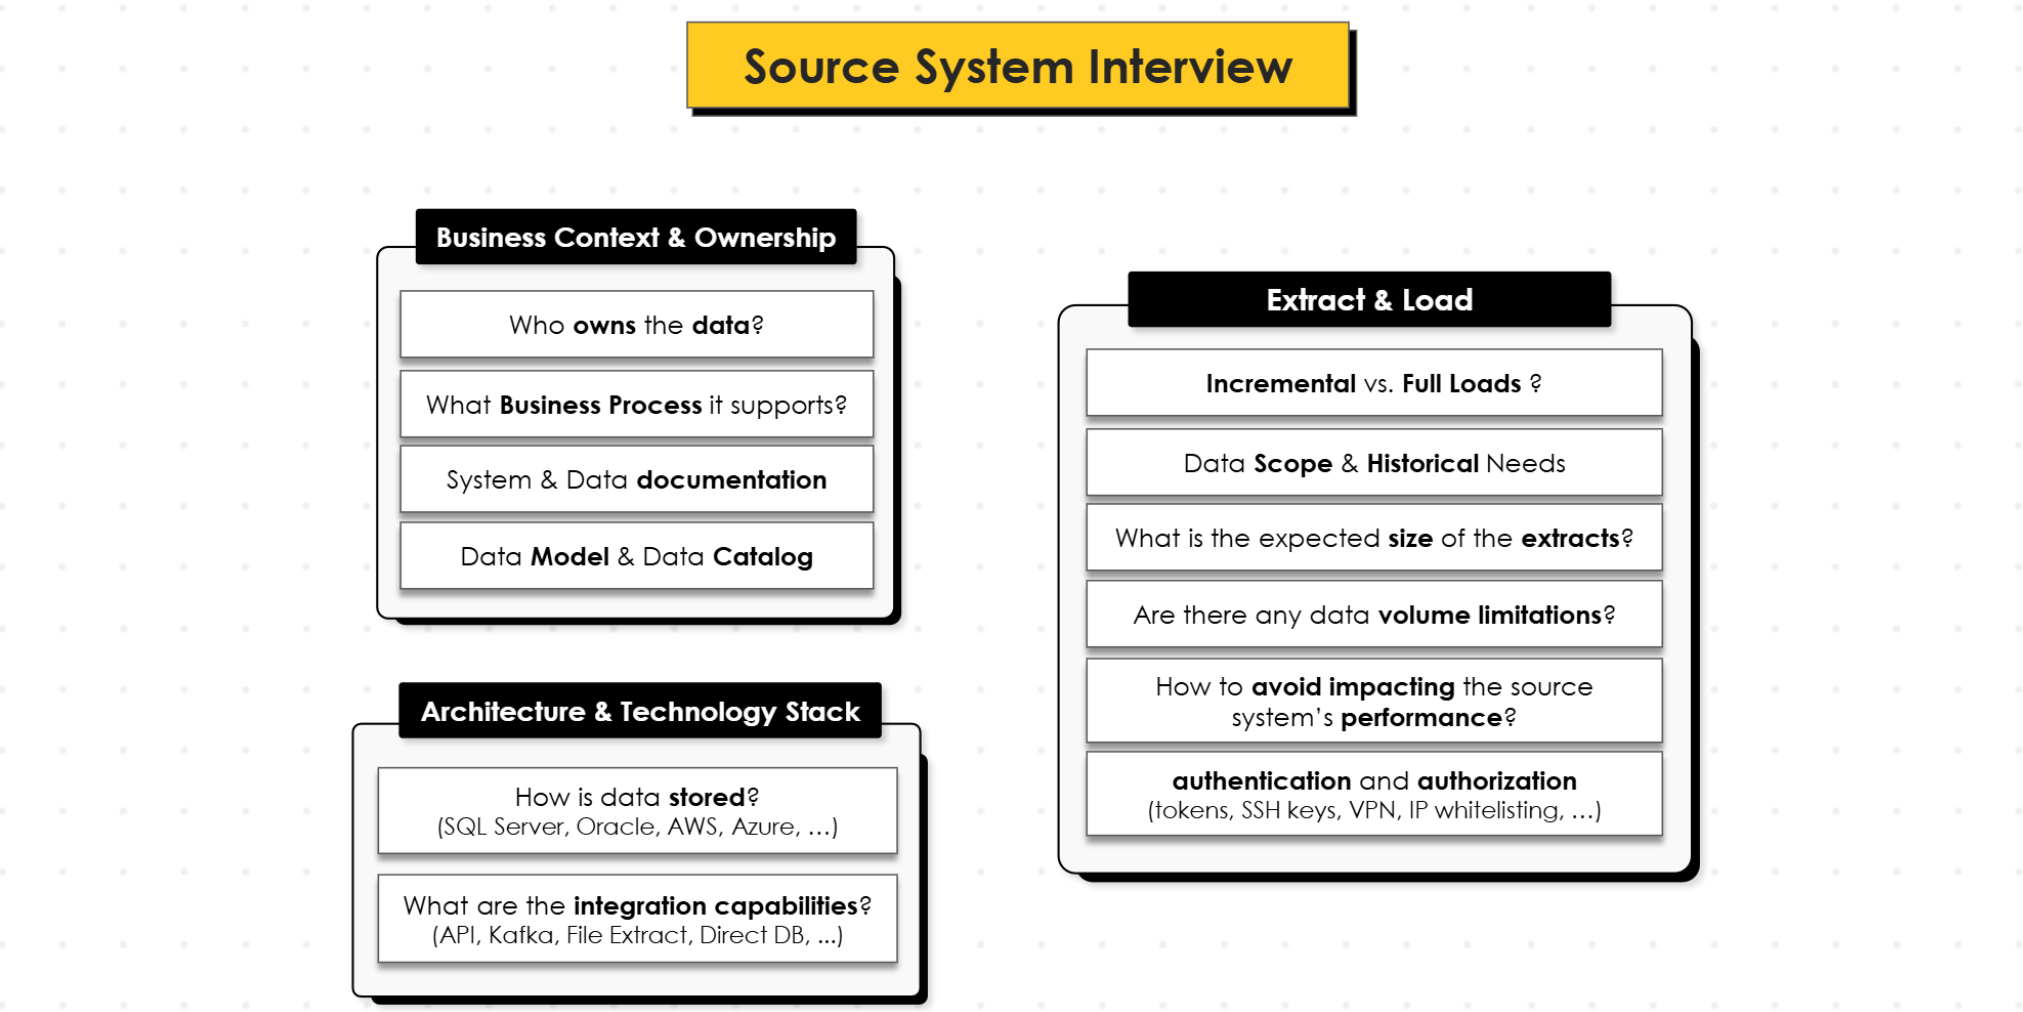 Source System Interview
Business Context & Ownership
Who owns the data?
What Business Process it supports?
System & Data documentation
Data Model & Data Catalog
Architecture & Technology Stack
How is data stored?
(SQL Server, Oracle, AWS, Azure, …)
What are the integration capabilities?
(API, Kafka, File Extract, Direct DB, ...)
Extract & Load
Incremental vs. Full Loads ?
Data Scope & Historical Needs
What is the expected size of the extracts?
Are there any data volume limitations?
How to avoid impacting the source
system’s performance?
authentication and authorization
(tokens, SSH keys, VPN, IP whitelisting, …)